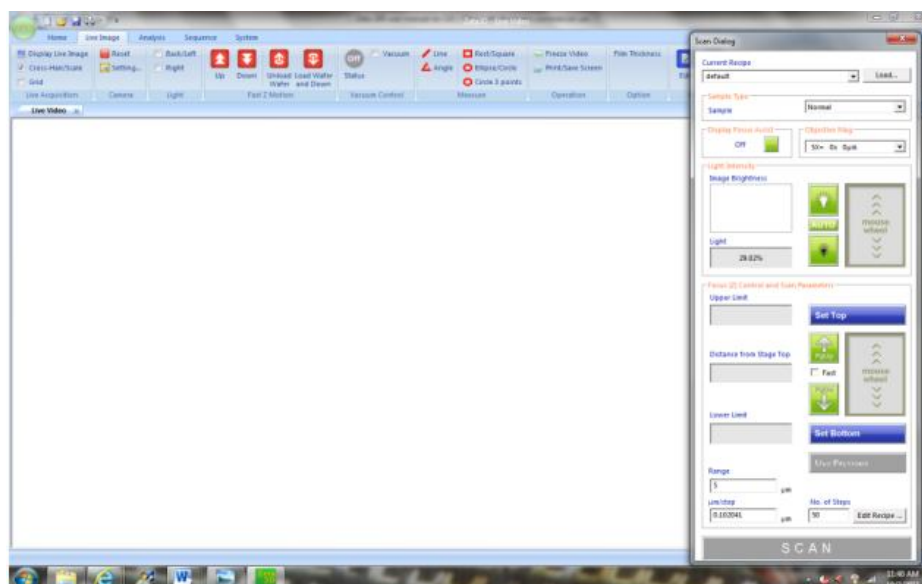 Home Live Image Analysis Sequence System
Display Live Image
Cross-Hair/Scale
Grid
Live Acquisition
Reset
Setting...
Camera
Back/Left
Right
Light
Up Down Unload Wafer Load Wafer and Down
Fast Z Motion
Off
Status
Vacuum
Vacuum Control
Line
Angle
Rect/Square
Ellipse/Circle
Circle 3 points
Measure
Freeze Video
Print/Save Screen
Operation
Film Thickness
Option
Live Video
Scan Dialog
Current Recipe
default
Load...
Sample Type
Sample
Normal
Off
Light Intensity
Image Brightness
mouse
wheel
Light
29.02%
Focus (Z) Control and Scan Parameters
Upper Limit
Set Top
Distance from Stage Top
Fast
mouse
wheel
Lower Limit
Set Bottom
Use Previous
Range
5 µm
µm/step
0.102041 µm
No. of Steps
50
Edit Recipe ...
SCAN
11:40 AM